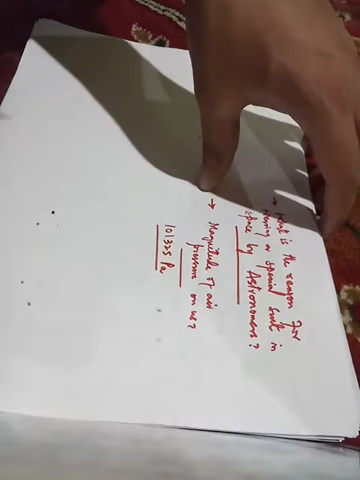 → What is the reason for
wearing a special suit in
space by Astronomers?
→ Magnitude of air
pressure on us?
101325 Pa